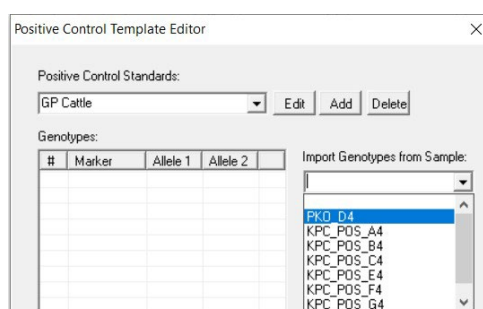 Positive Control Template Editor
Positive Control Standards:
GP Cattle
Edit Add Delete
Genotypes:
# Marker Allele 1 Allele 2
Import Genotypes from Sample:
PKO_D4
KPC_POS_A4
KPC_POS_B4
KPC_POS_C4
KPC_POS_E4
KPC_POS_F4
KPC_POS_G4